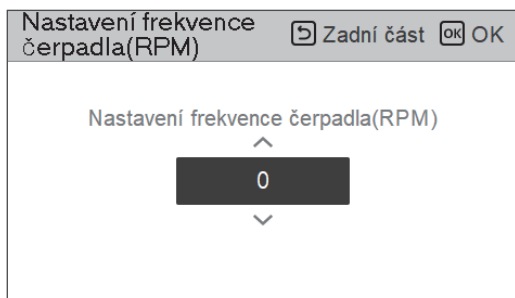 Nastavení frekvence
čerpadla(RPM)
Zadní část OK OK
Nastavení frekvence čerpadla(RPM)
0